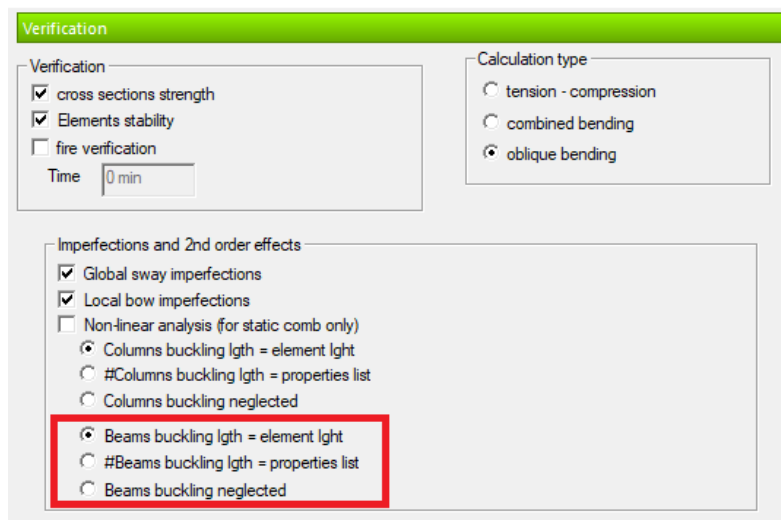 Verification
Verification
cross sections strength
Elements stability
fire verification
Time 0 min
Calculation type
tension - compression
combined bending
oblique bending
Imperfections and 2nd order effects
Global sway imperfections
Local bow imperfections
Non-linear analysis (for static comb only)
Columns buckling lgth = element lght
#Columns buckling lgth = properties list
Columns buckling neglected
Beams buckling lgth = element lght
#Beams buckling lgth = properties list
Beams buckling neglected